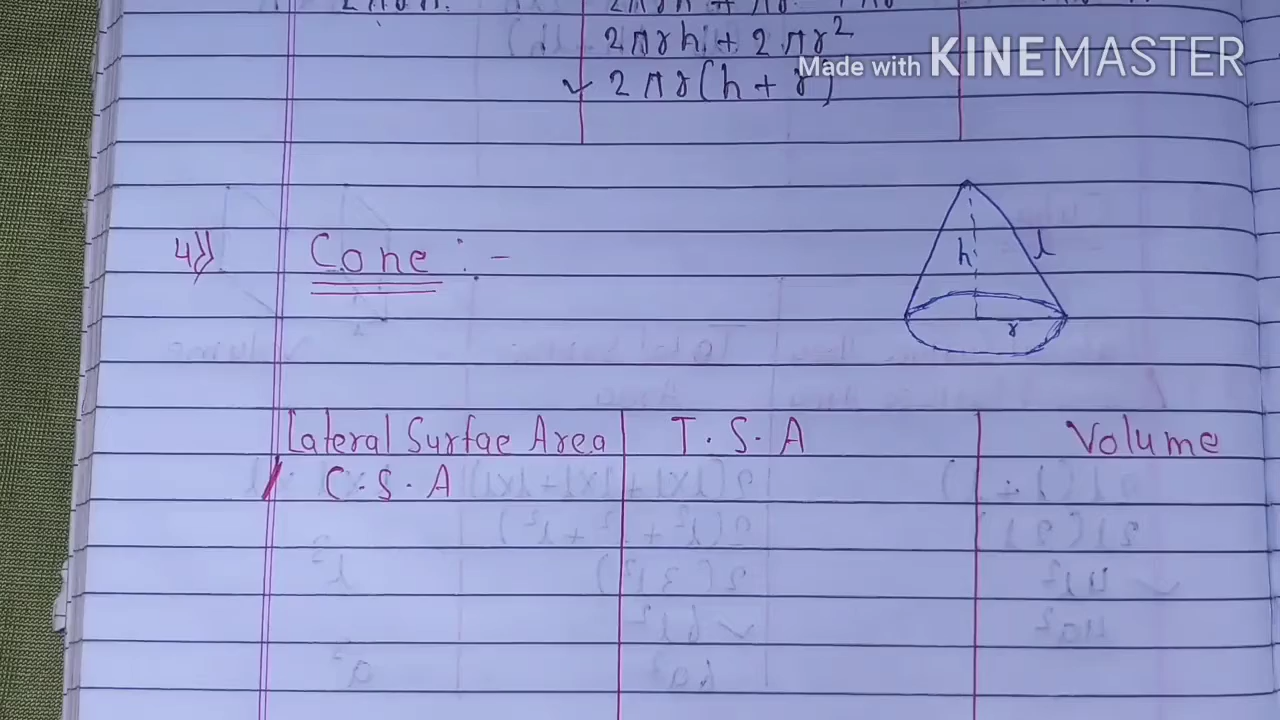 2πrh + 2πr²
Made with KINEMASTER
✓ 2πr(h + r)
4)) Cone :-
h
l
r
Lateral Surfae Area
T.S.A
Volume
/ C.S.A